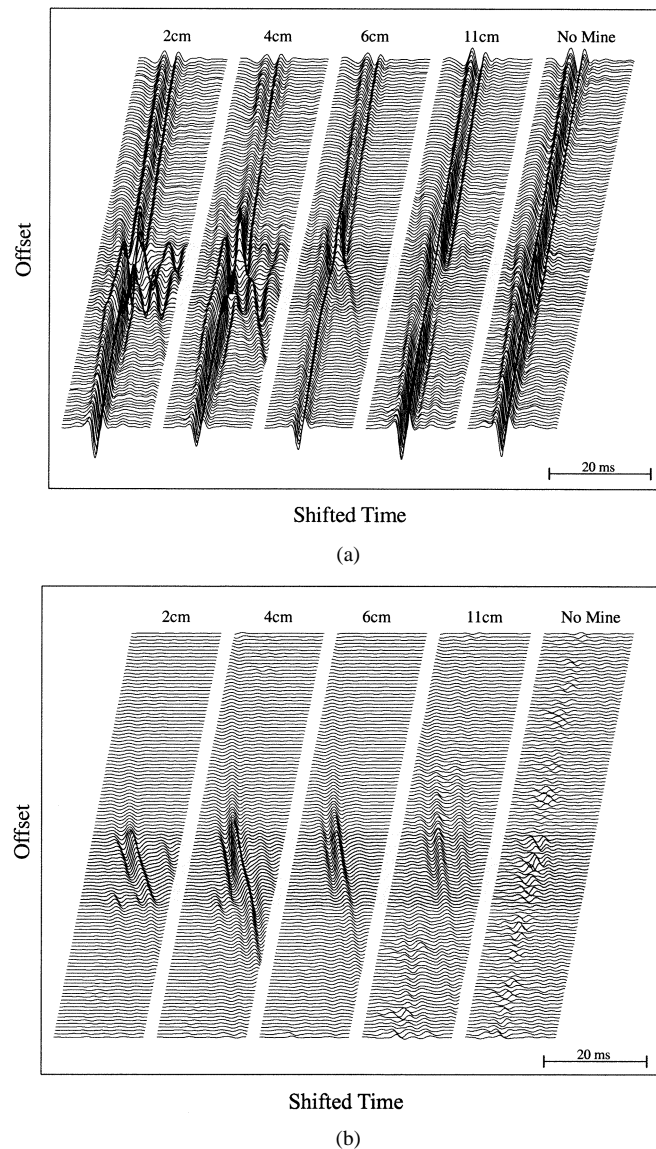 2cm 4cm 6cm 11cm No Mine
Offset
20 ms
Shifted Time
(a)
2cm 4cm 6cm 11cm No Mine
Offset
20 ms
Shifted Time
(b)